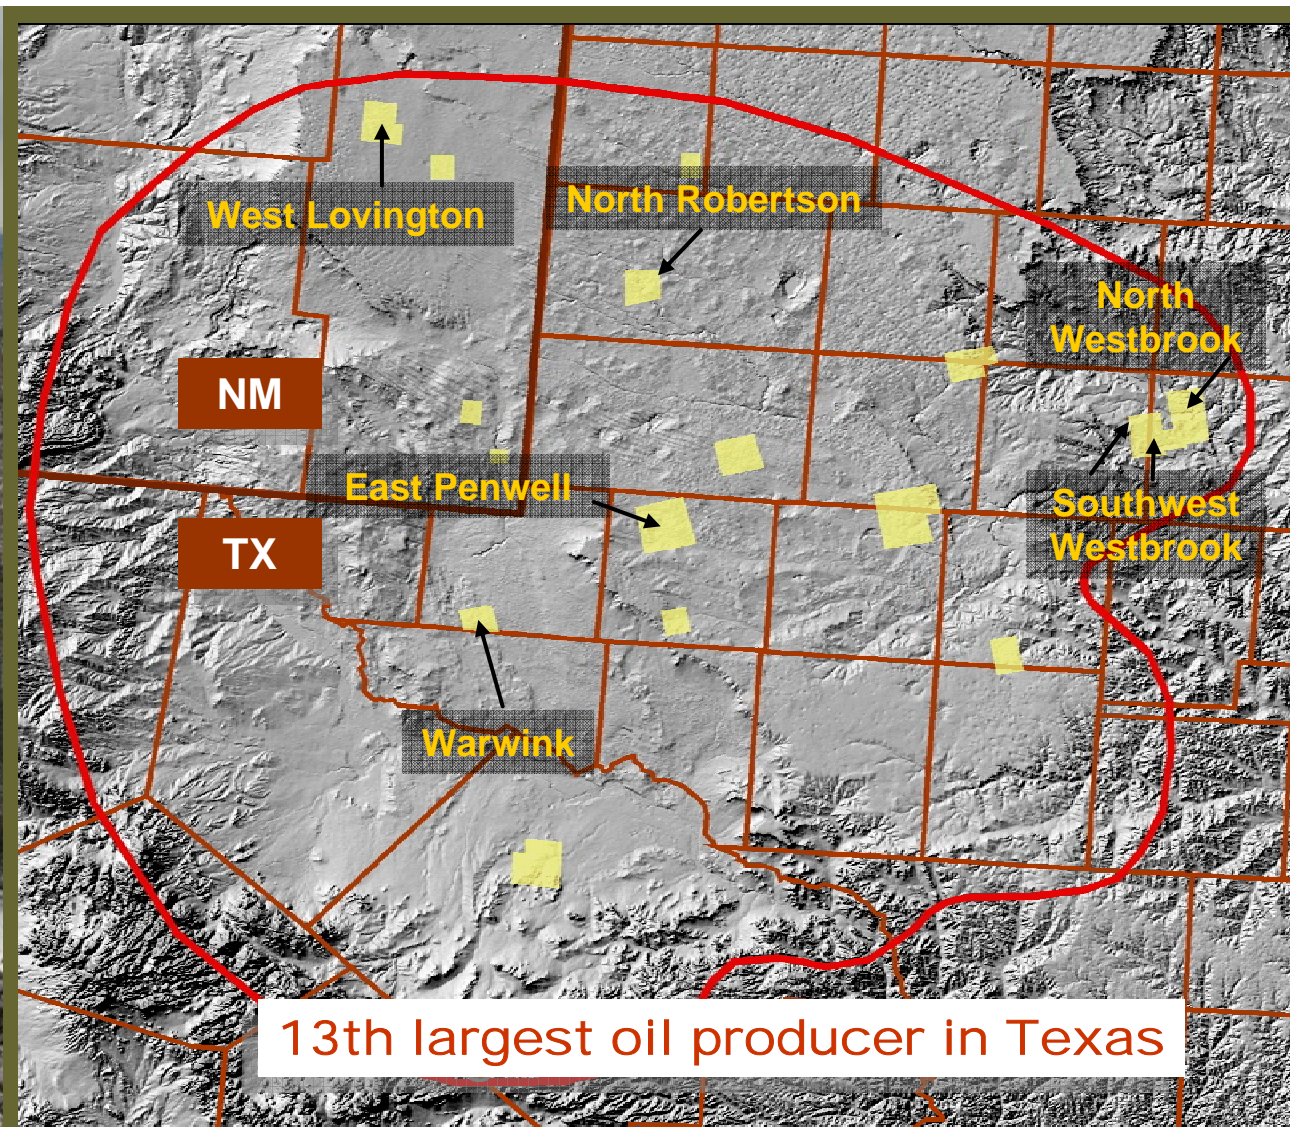 West Lovington
North Robertson
North
Westbrook
NM
East Penwell
Southwest
Westbrook
TX
Warwink
13th largest oil producer in Texas